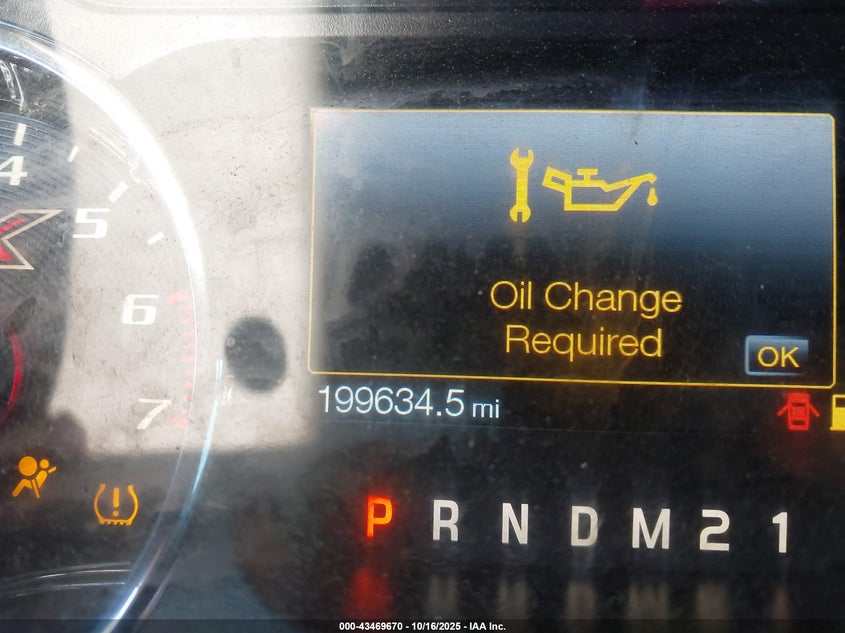 4
5
6
7
Oil Change
Required
OK
199634.5 mi
P R N D M 2 1
000-43469670 - 10/16/2025 - IAA Inc.